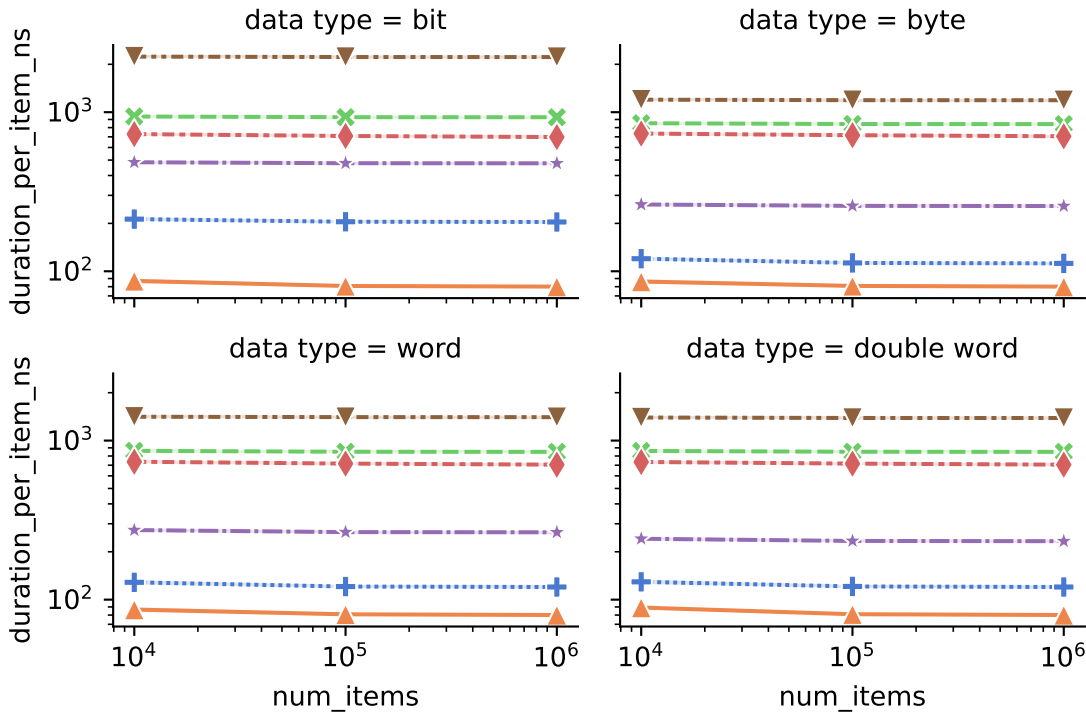 data type = bit
data type = byte
duration_per_item_ns
10³
10²
data type = word
data type = double word
duration_per_item_ns
10³
10²
10⁴
10⁵
10⁶
10⁴
10⁵
10⁶
num_items
num_items